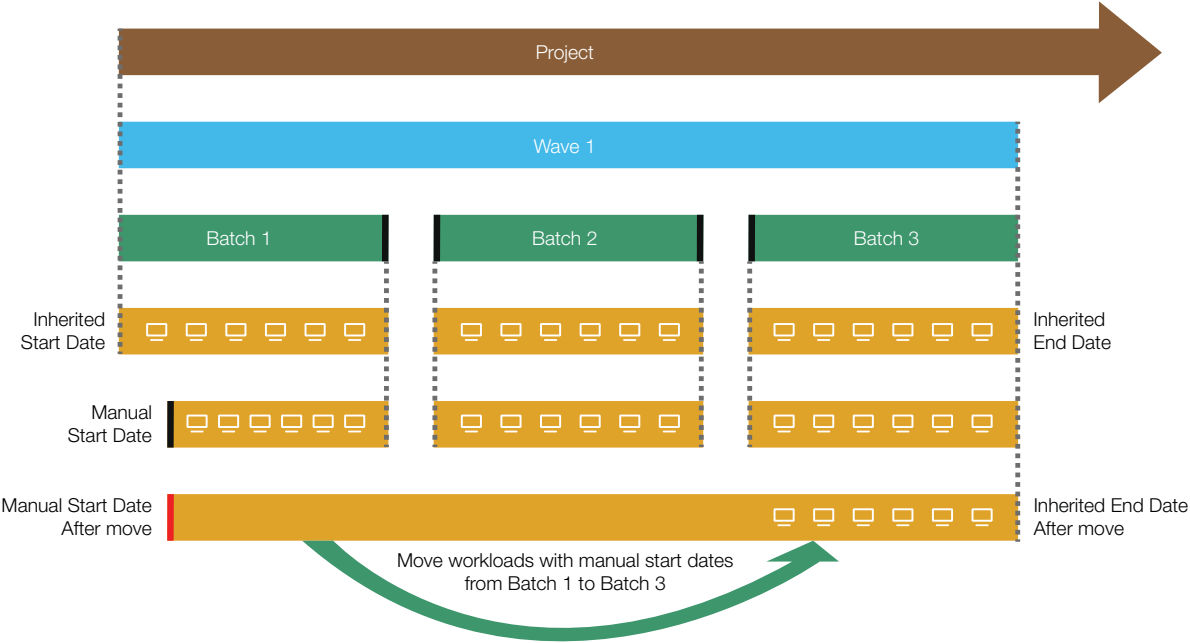 Project
Wave 1
Batch 1
Batch 2
Batch 3
Inherited
Start Date
Inherited
End Date
Manual
Start Date
Manual Start Date
After move
Inherited End Date
After move
Move workloads with manual start dates
from Batch 1 to Batch 3